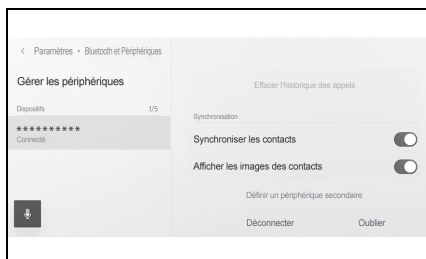 < Paramètres • Bluetooth et Périphériques
Gérer les périphériques
Dispositifs 1/5
**********
Connecté
Effacer l'historique des appels
Synchronisation
Synchroniser les contacts
Afficher les images des contacts
Définir un périphérique secondaire
Déconnecter Oublier